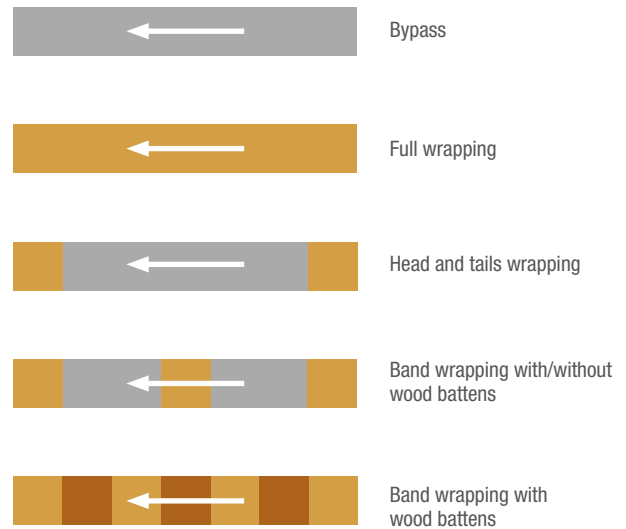 Bypass
Full wrapping
Head and tails wrapping
Band wrapping with/without
wood battens
Band wrapping with
wood battens